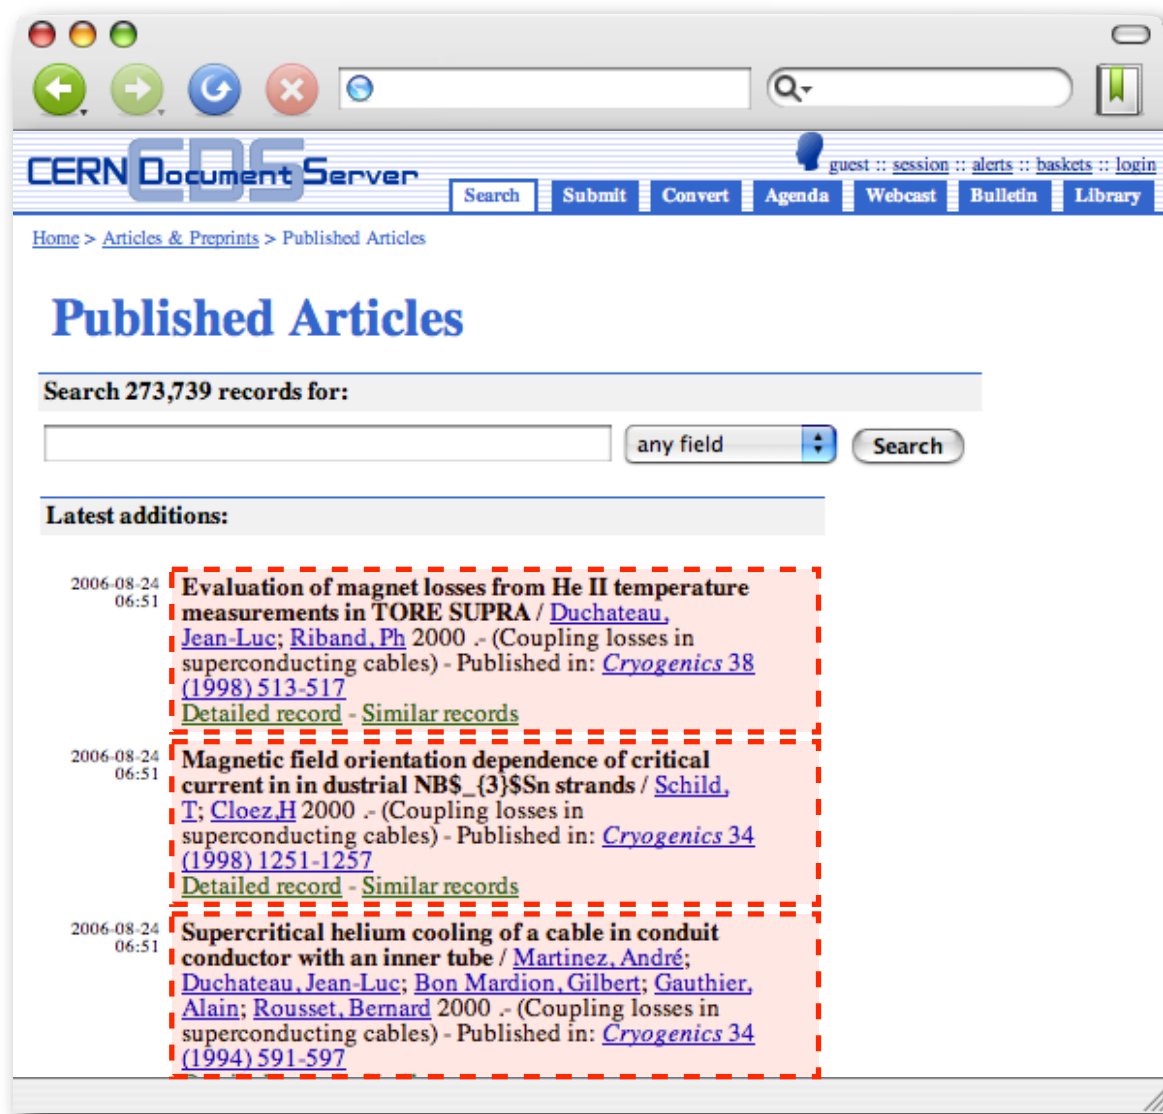 CERN Document Server
CDS
guest :: session :: alerts :: baskets :: login
Search Submit Convert Agenda Webcast Bulletin Library
Home > Articles & Preprints > Published Articles
Published Articles
Search 273,739 records for:
any field Search
Latest additions:
2006-08-24
06:51
Evaluation of magnet losses from He II temperature
measurements in TORE SUPRA / Duchateau,
Jean-Luc; Riband, Ph 2000 .- (Coupling losses in
superconducting cables) - Published in: Cryogenics 38
(1998) 513-517
Detailed record - Similar records
2006-08-24
06:51
Magnetic field orientation dependence of critical
current in in dustrial NB$_{3}$Sn strands / Schild,
T; Cloez,H 2000 .- (Coupling losses in
superconducting cables) - Published in: Cryogenics 34
(1998) 1251-1257
Detailed record - Similar records
2006-08-24
06:51
Supercritical helium cooling of a cable in conduit
conductor with an inner tube / Martinez, André;
Duchateau, Jean-Luc; Bon Mardion, Gilbert; Gauthier,
Alain; Rousset, Bernard 2000 .- (Coupling losses in
superconducting cables) - Published in: Cryogenics 34
(1994) 591-597